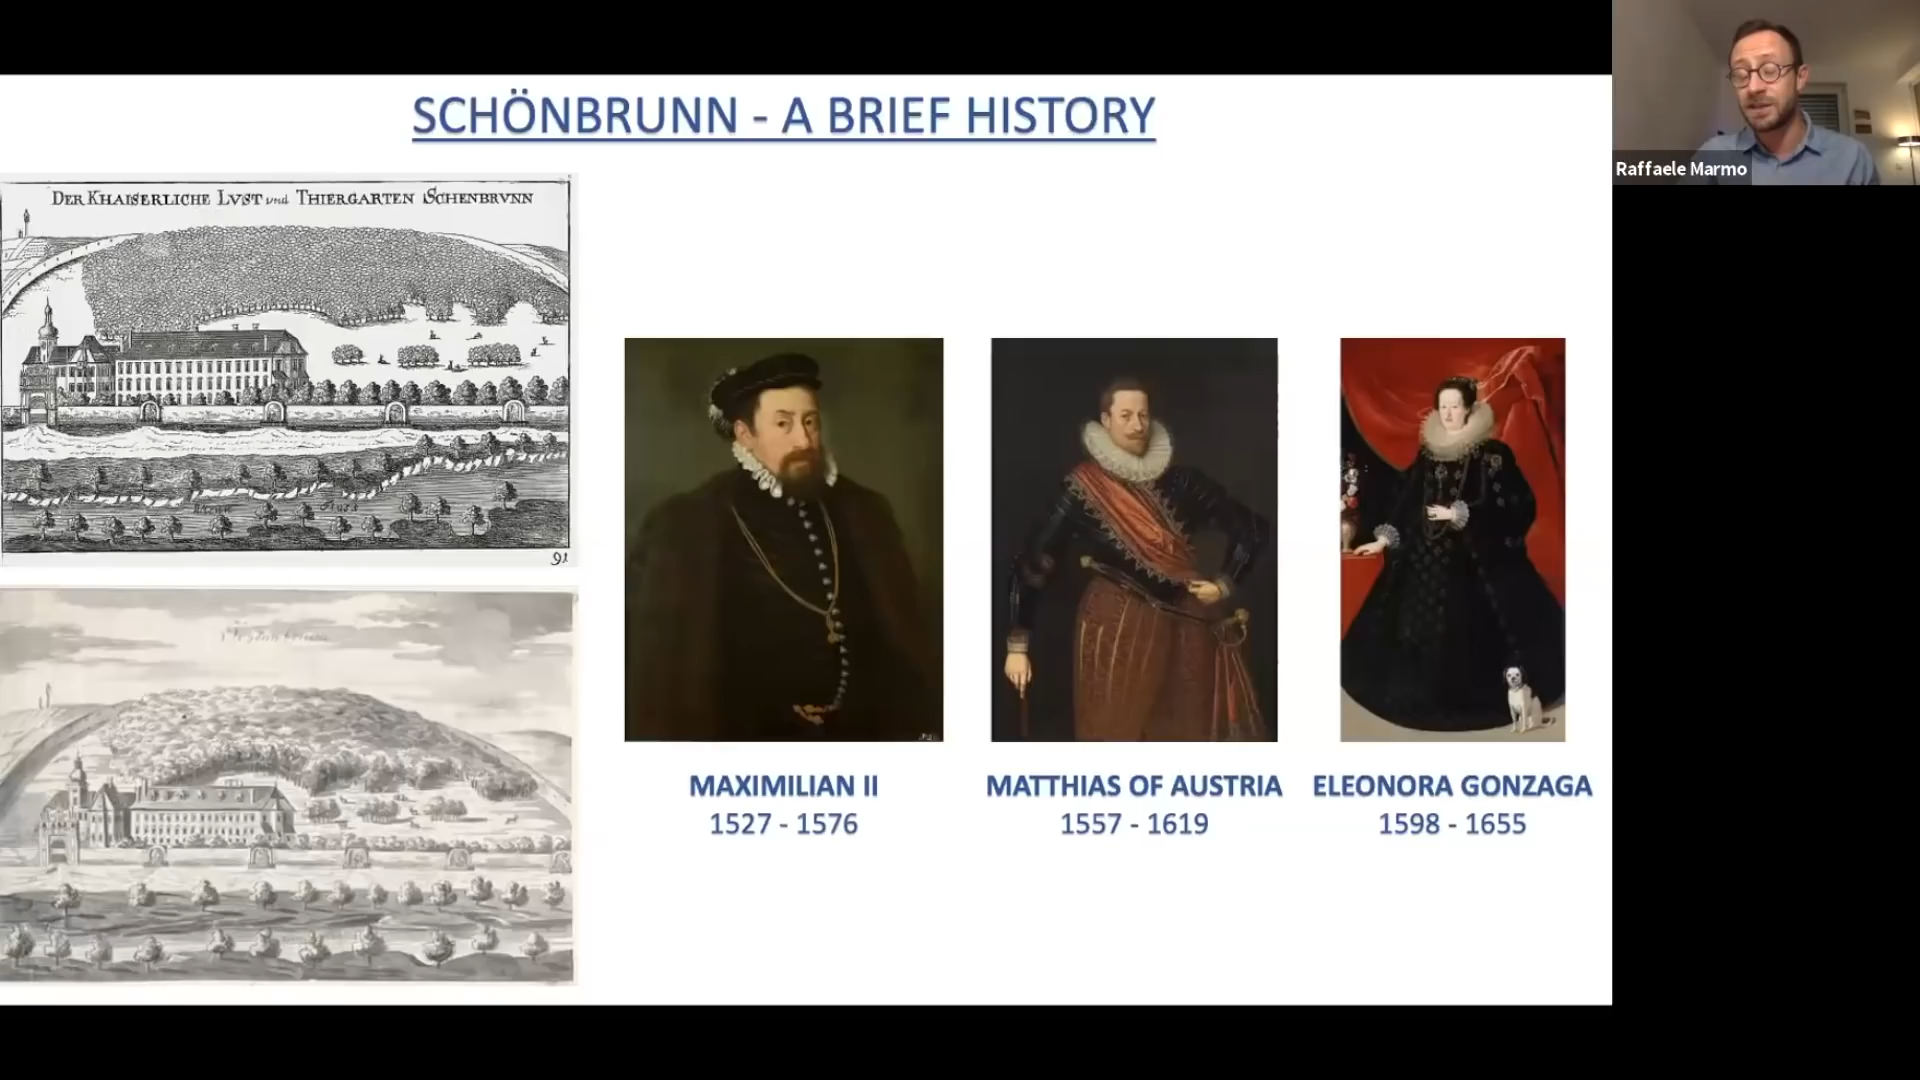 SCHÖNBRUNN - A BRIEF HISTORY
Raffaele Marmo
DER KHAISERLICHE LVST und THIERGARTEN SCHENBRVNN
91
MAXIMILIAN II
1527 - 1576
MATTHIAS OF AUSTRIA
1557 - 1619
ELEONORA GONZAGA
1598 - 1655